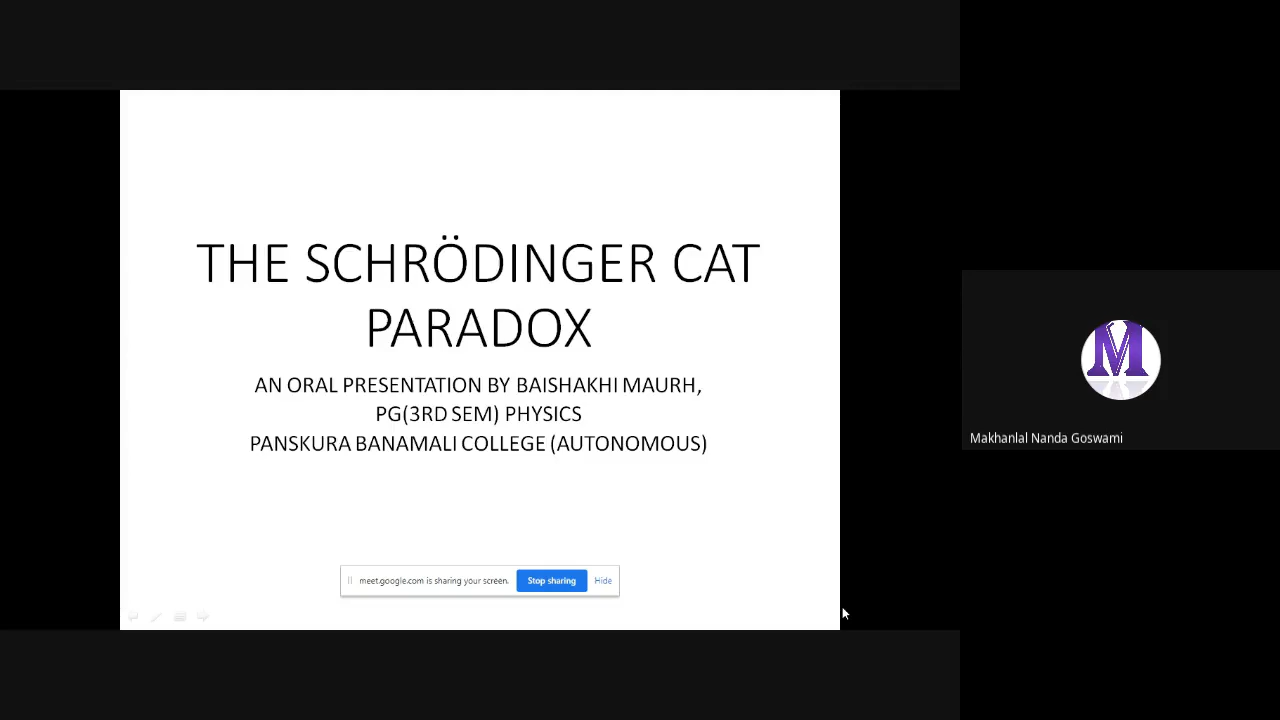 THE SCHRÖDINGER CAT
PARADOX
AN ORAL PRESENTATION BY BAISHAKHI MAURH,
PG(3RD SEM) PHYSICS
PANSKURA BANAMALI COLLEGE (AUTONOMOUS)
meet.google.com is sharing your screen. Stop sharing Hide
M
Makhanlal Nanda Goswami